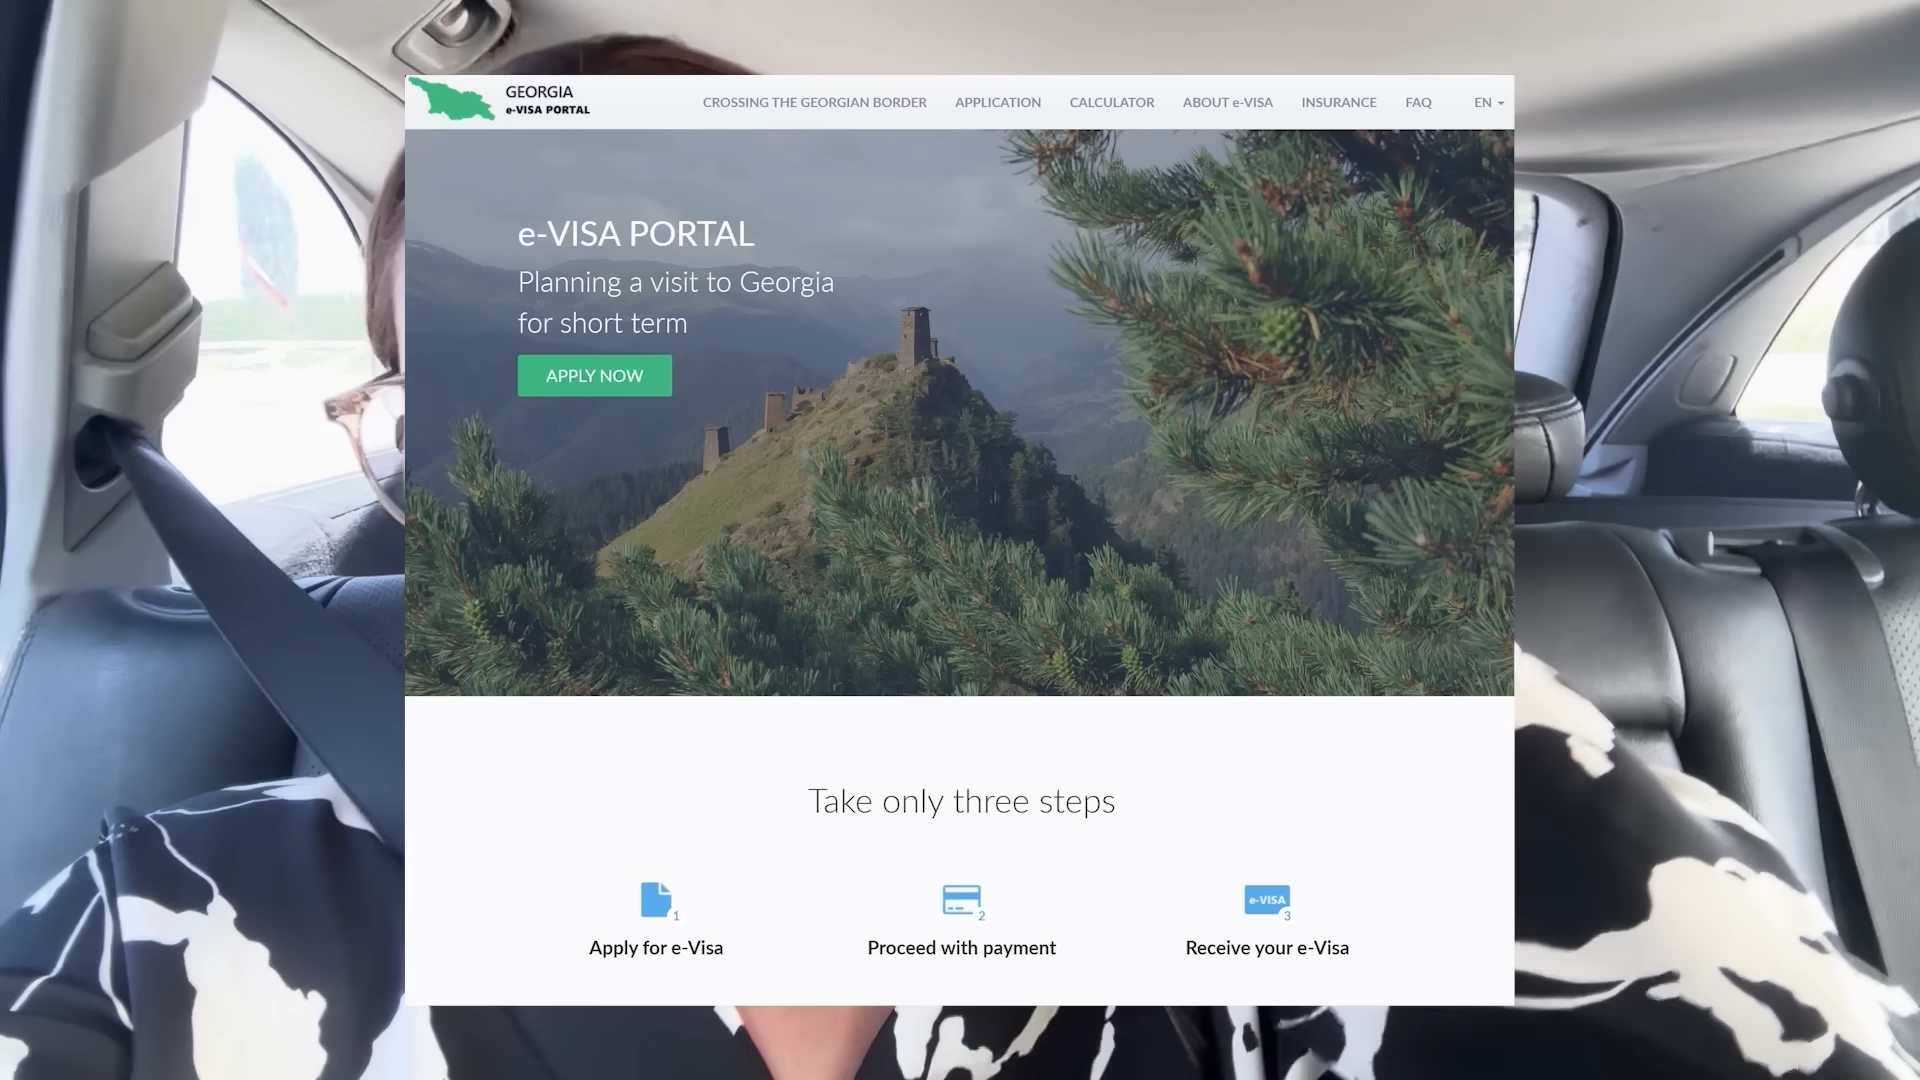 GEORGIA
e-VISA PORTAL
CROSSING THE GEORGIAN BORDER APPLICATION CALCULATOR ABOUT e-VISA INSURANCE FAQ EN
e-VISA PORTAL
Planning a visit to Georgia
for short term
APPLY NOW
Take only three steps
1
2
e-VISA
3
Apply for e-Visa
Proceed with payment
Receive your e-Visa